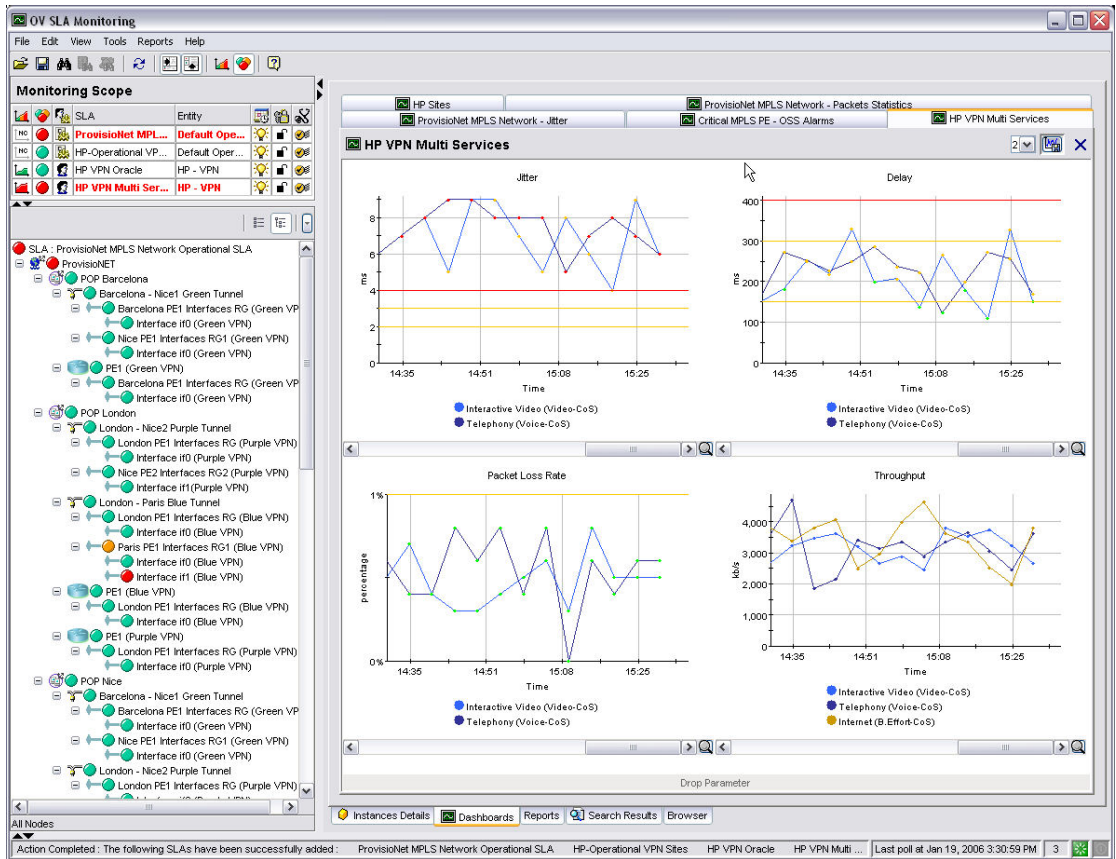 OV SLA Monitoring
File Edit View Tools Reports Help
Monitoring Scope
SLA Entity
NC ProvisioNet MPL... Default Ope...
NC HP-Operational VP... Default Oper...
HP VPN Oracle HP - VPN
HP VPN Multi Ser... HP - VPN
SLA : ProvisioNet MPLS Network Operational SLA
ProvisioNET
POP Barcelona
Barcelona - Nice1 Green Tunnel
Barcelona PE1 Interfaces RG (Green VP
Interface if0 (Green VPN)
Nice PE1 Interfaces RG1 (Green VPN)
Interface if0 (Green VPN)
PE1 (Green VPN)
Barcelona PE1 Interfaces RG (Green VP
Interface if0 (Green VPN)
POP London
London - Nice2 Purple Tunnel
London PE1 Interfaces RG (Purple VPN)
Interface if0 (Purple VPN)
Nice PE2 Interfaces RG2 (Purple VPN)
Interface if1(Purple VPN)
London - Paris Blue Tunnel
London PE1 Interfaces RG (Blue VPN)
Interface if0 (Blue VPN)
Paris PE1 Interfaces RG1 (Blue VPN)
Interface if0 (Blue VPN)
Interface if1 (Blue VPN)
PE1 (Blue VPN)
London PE1 Interfaces RG (Blue VPN)
Interface if0 (Blue VPN)
PE1 (Purple VPN)
London PE1 Interfaces RG (Purple VPN)
Interface if0 (Purple VPN)
POP Nice
Barcelona - Nice1 Green Tunnel
Barcelona PE1 Interfaces RG (Green VP
Interface if0 (Green VPN)
Nice PE1 Interfaces RG1 (Green VPN)
Interface if0 (Green VPN)
London - Nice2 Purple Tunnel
London PE1 Interfaces RG (Purple VPN)
All Nodes
HP Sites
ProvisioNet MPLS Network - Packets Statistics
ProvisioNet MPLS Network - Jitter
Critical MPLS PE - OSS Alarms
HP VPN Multi Services
HP VPN Multi Services
2
Jitter
8
6
4
2
0
ms
14:35 14:51 15:08 15:25
Time
Interactive Video (Video-CoS)
Telephony (Voice-CoS)
Delay
400
300
200
100
0
ms
14:35 14:51 15:08 15:25
Time
Interactive Video (Video-CoS)
Telephony (Voice-CoS)
Packet Loss Rate
1%
0%
percentage
14:35 14:51 15:08 15:25
Time
Interactive Video (Video-CoS)
Telephony (Voice-CoS)
Throughput
4,000
3,000
2,000
1,000
0
kb/s
14:35 14:51 15:08 15:25
Time
Interactive Video (Video-CoS)
Telephony (Voice-CoS)
Internet (B.Effort-CoS)
Drop Parameter
Instances Details Dashboards Reports Search Results Browser
Action Completed : The following SLAs have been successfully added : ProvisioNet MPLS Network Operational SLA HP-Operational VPN Sites HP VPN Oracle HP VPN Multi ... Last poll at Jan 19, 2006 3:30:59 PM 3